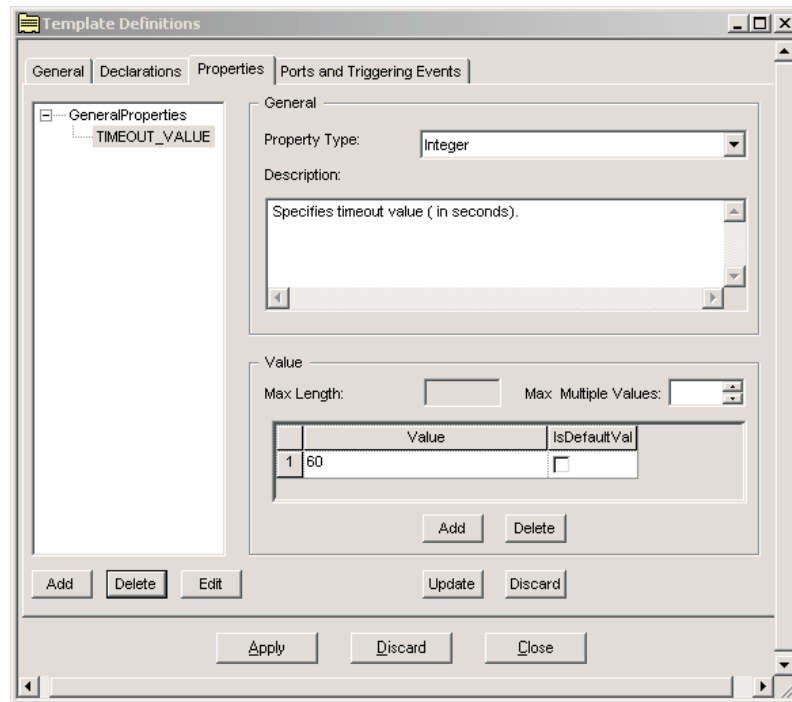 Template Definitions
General Declarations Properties Ports and Triggering Events
GeneralProperties
TIMEOUT_VALUE
General
Property Type: Integer
Description:
Specifies timeout value ( in seconds).
Value
Max Length: Max Multiple Values:
Value IsDefaultVal
1 60
Add Delete
Add Delete Edit Update Discard
Apply Discard Close